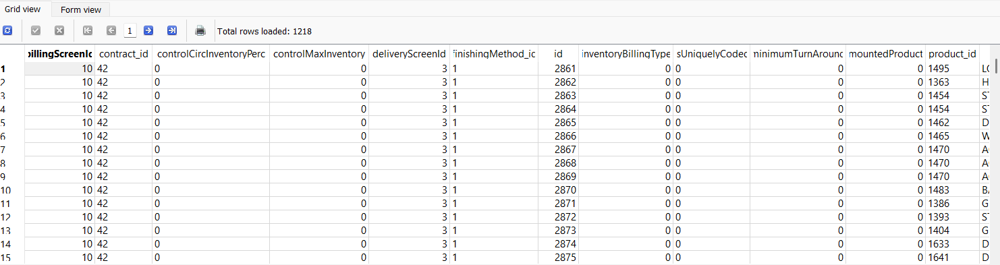 Grid view Form view
1 Total rows loaded: 1218
billingScreenId contract_id controlCircInventoryPerc controlMaxInventory deliveryScreenId finishingMethod_ic id inventoryBillingType sUniquelyCodec minimumTurnAround mountedProduct product_id
1 10 42 0 0 3 1 2861 0 0 0 0 1495 LO
2 10 42 0 0 3 1 2862 0 0 0 0 1363 H
3 10 42 0 0 3 1 2863 0 0 0 0 1454 ST
4 10 42 0 0 3 1 2864 0 0 0 0 1454 ST
5 10 42 0 0 3 1 2865 0 0 0 0 1462 D
6 10 42 0 0 3 1 2866 0 0 0 0 1465 W
7 10 42 0 0 3 1 2867 0 0 0 0 1470 A
8 10 42 0 0 3 1 2868 0 0 0 0 1470 A
9 10 42 0 0 3 1 2869 0 0 0 0 1470 A
10 10 42 0 0 3 1 2870 0 0 0 0 1483 BA
11 10 42 0 0 3 1 2871 0 0 0 0 1386 G
12 10 42 0 0 3 1 2872 0 0 0 0 1393 ST
13 10 42 0 0 3 1 2873 0 0 0 0 1404 G
14 10 42 0 0 3 1 2874 0 0 0 0 1633 D
15 10 42 0 0 3 1 2875 0 0 0 0 1641 D